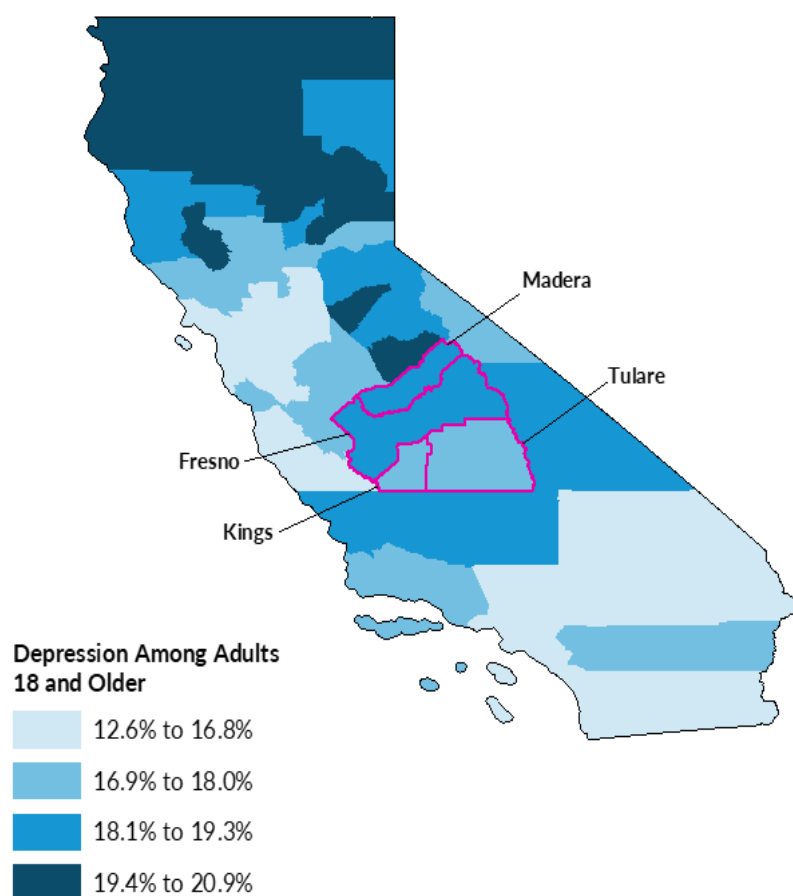 Madera
Tulare
Fresno
Kings
Depression Among Adults
18 and Older
12.6% to 16.8%
16.9% to 18.0%
18.1% to 19.3%
19.4% to 20.9%